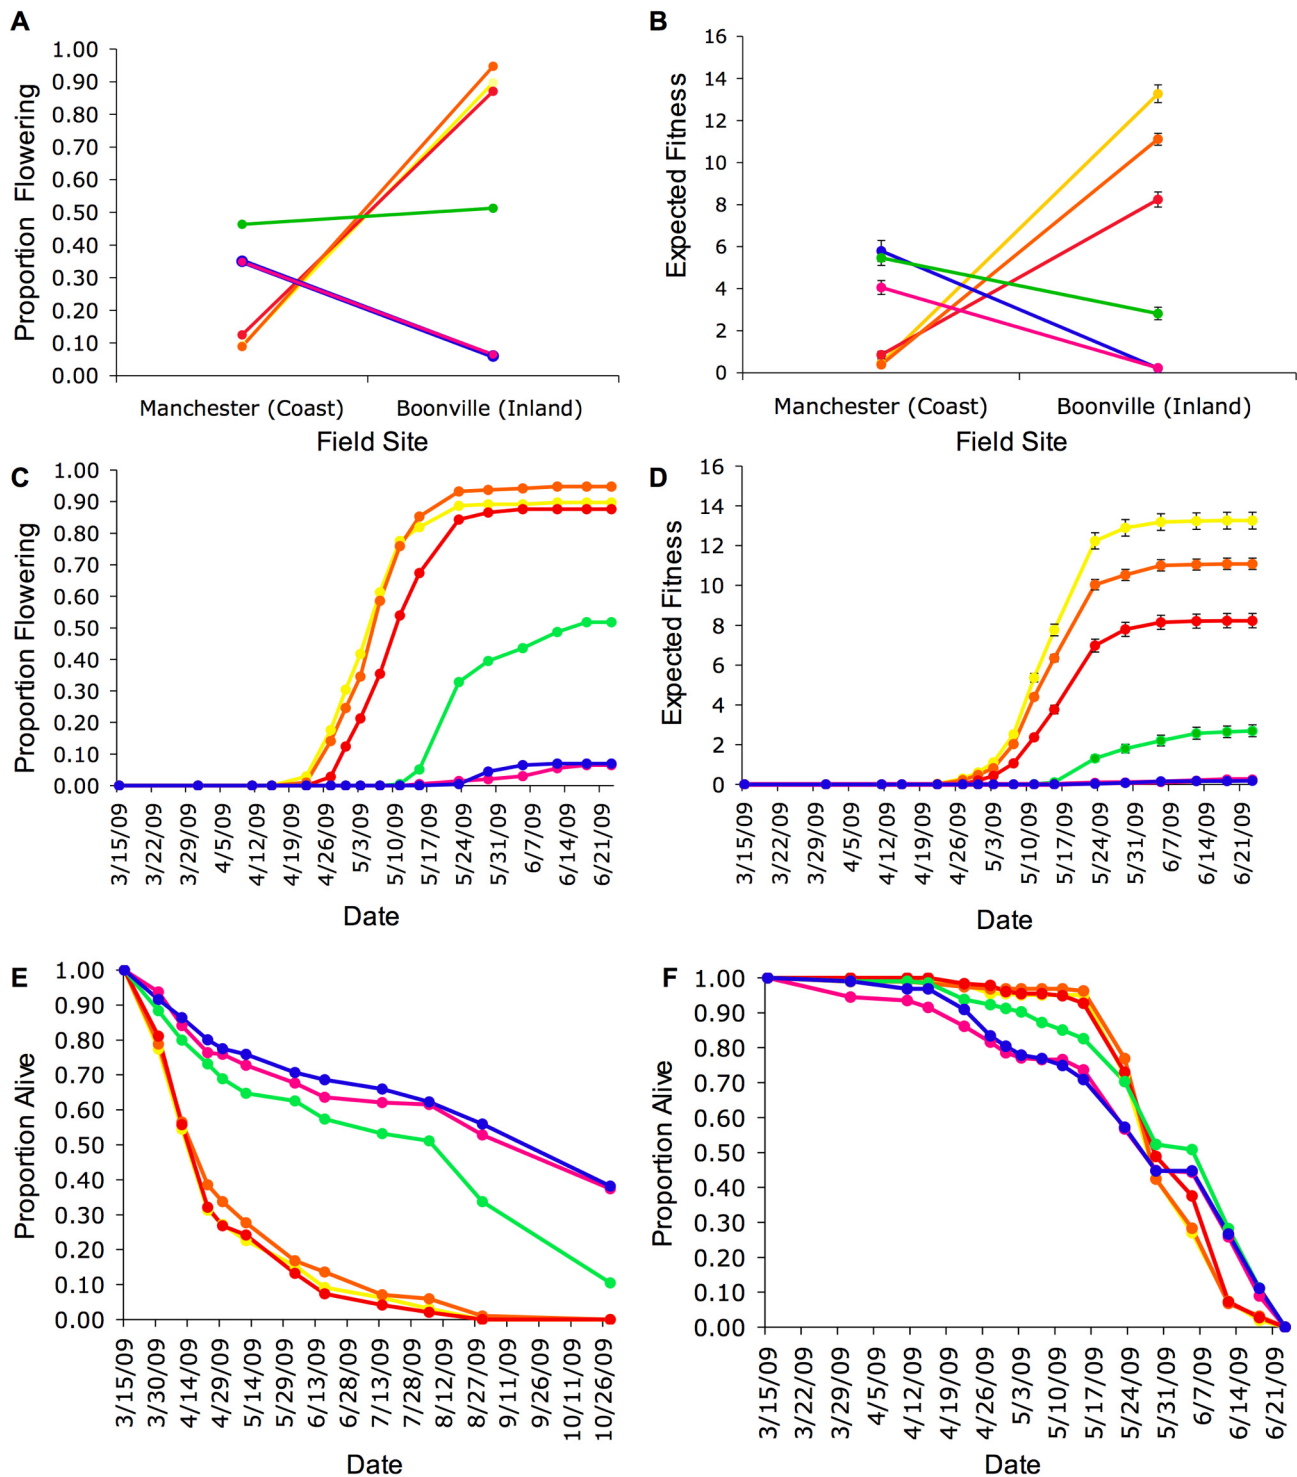 A
Proportion Flowering
1.00
0.90
0.80
0.70
0.60
0.50
0.40
0.30
0.20
0.10
0.00
Manchester (Coast) Boonville (Inland)
Field Site
B
Expected Fitness
16
14
12
10
8
6
4
2
0
Manchester (Coast) Boonville (Inland)
Field Site
C
Proportion Flowering
1.00
0.90
0.80
0.70
0.60
0.50
0.40
0.30
0.20
0.10
0.00
3/15/09 3/22/09 3/29/09 4/5/09 4/12/09 4/19/09 4/26/09 5/3/09 5/10/09 5/17/09 5/24/09 5/31/09 6/7/09 6/14/09 6/21/09
Date
D
Expected Fitness
16
14
12
10
8
6
4
2
0
3/15/09 3/22/09 3/29/09 4/5/09 4/12/09 4/19/09 4/26/09 5/3/09 5/10/09 5/17/09 5/24/09 5/31/09 6/7/09 6/14/09 6/21/09
Date
E
Proportion Alive
1.00
0.90
0.80
0.70
0.60
0.50
0.40
0.30
0.20
0.10
0.00
3/15/09 3/30/09 4/14/09 4/29/09 5/14/09 5/29/09 6/13/09 6/28/09 7/13/09 7/28/09 8/12/09 8/27/09 9/11/09 9/26/09 10/11/09 10/26/09
Date
F
Proportion Alive
1.00
0.90
0.80
0.70
0.60
0.50
0.40
0.30
0.20
0.10
0.00
3/15/09 3/22/09 3/29/09 4/5/09 4/12/09 4/19/09 4/26/09 5/3/09 5/10/09 5/17/09 5/24/09 5/31/09 6/7/09 6/14/09 6/21/09
Date